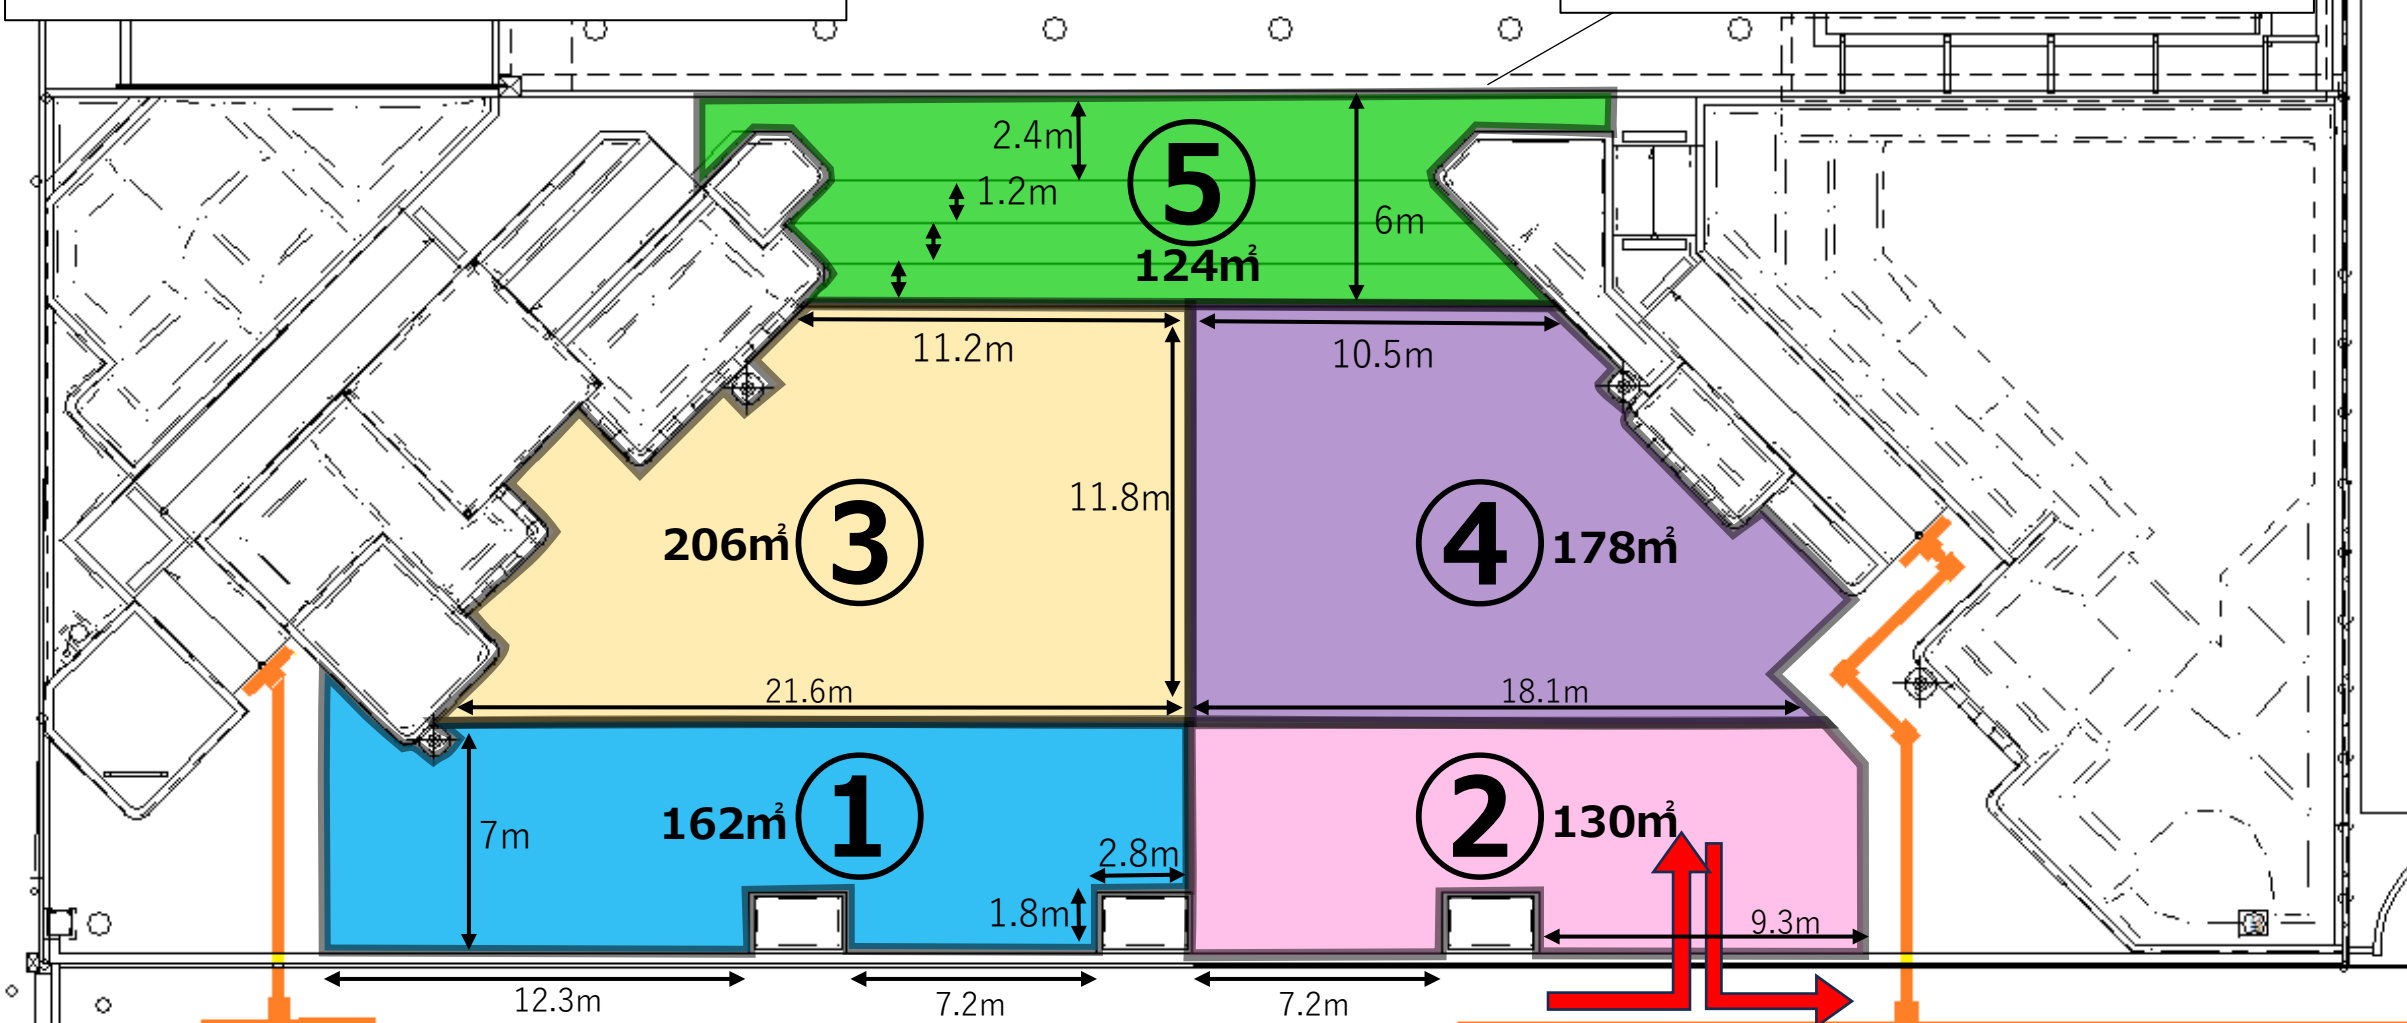 2.4m
1.2m
⑤
6m
124㎡
11.2m
10.5m
11.8m
206㎡
③
④
178㎡
21.6m
18.1m
7m
162㎡
①
②
130㎡
2.8m
1.8m
9.3m
12.3m
7.2m
7.2m